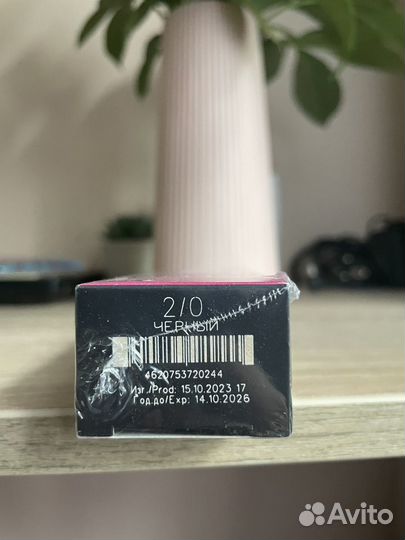 2/0
ЧЕРНЫЙ
4620753720244
Изг./Prod: 15.10.2023 17
Год.до/Exp: 14.10.2026
Avito